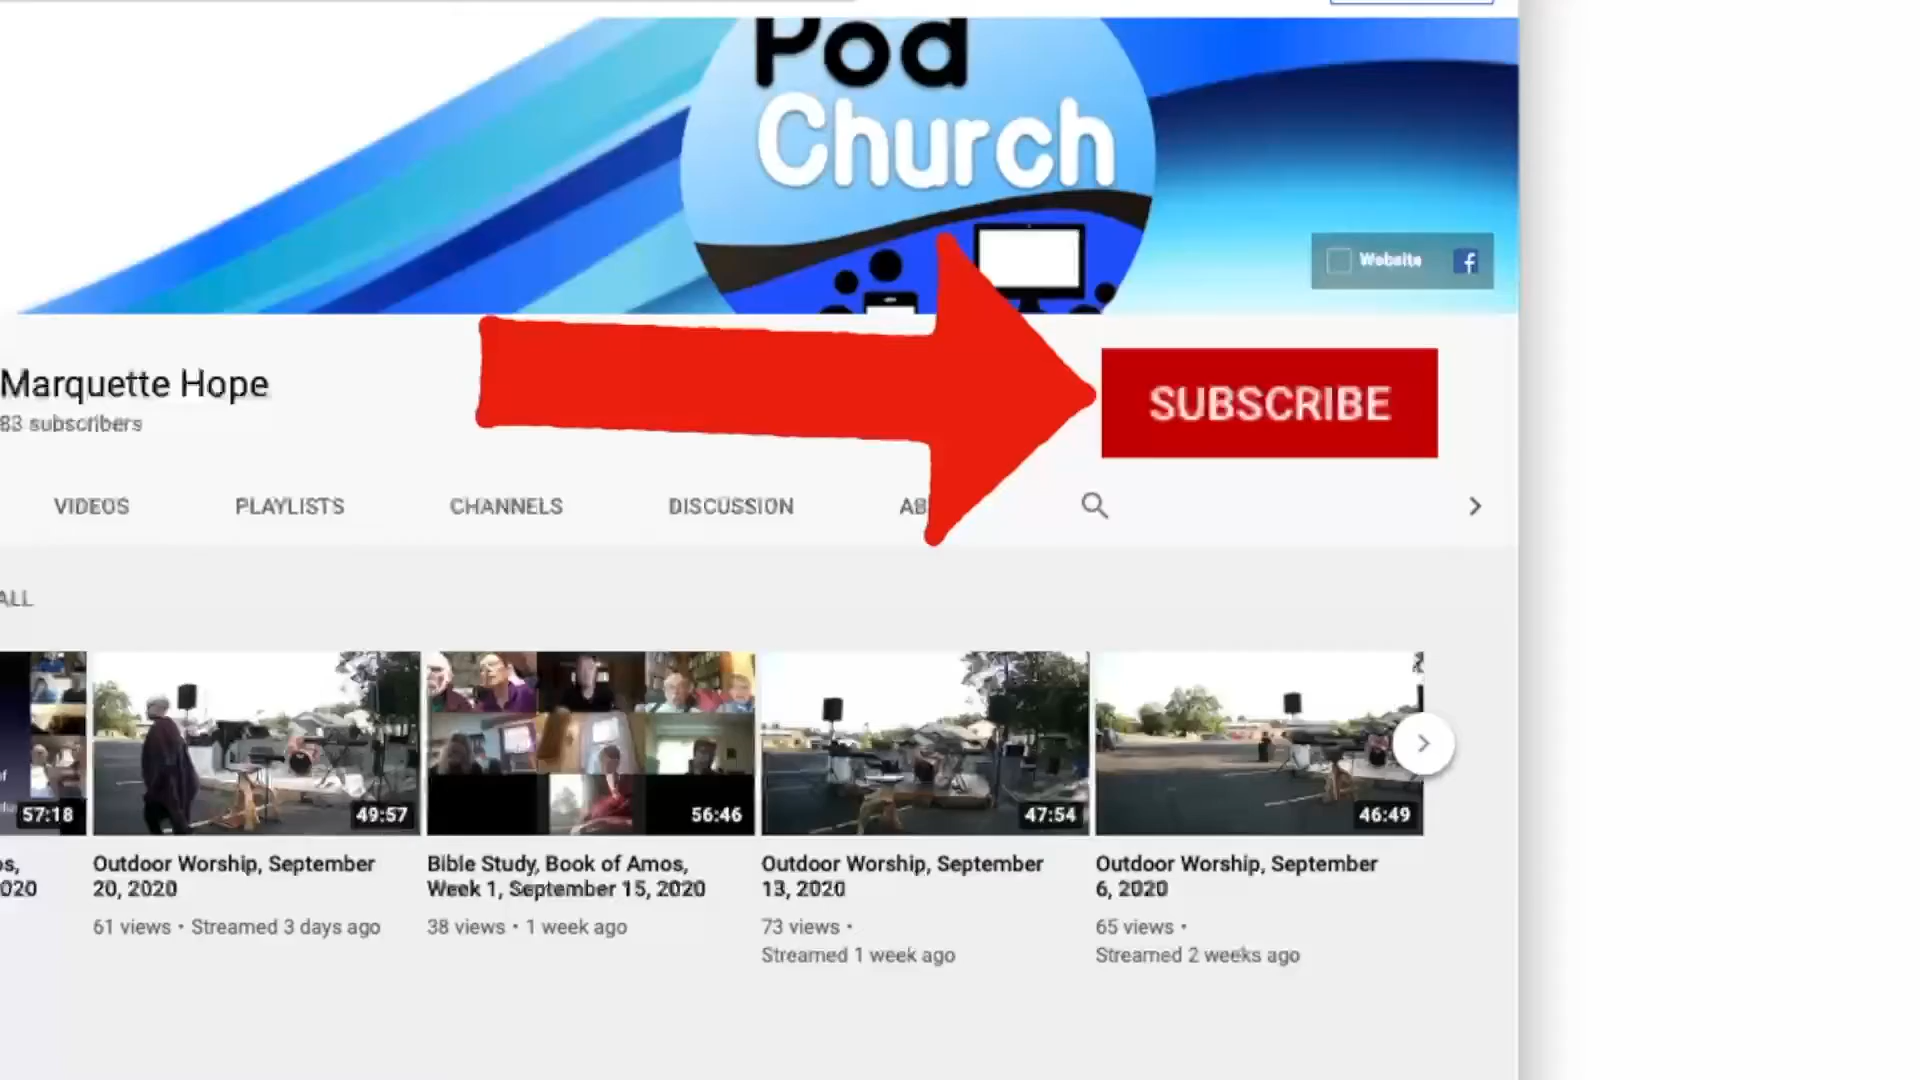 Pod
Church
Website
Marquette Hope
83 subscribers
SUBSCRIBE
VIDEOS
PLAYLISTS
CHANNELS
DISCUSSION
AB
ALL
57:18
49:57
56:46
47:54
46:49
020
Outdoor Worship, September
20, 2020
61 views • Streamed 3 days ago
Bible Study, Book of Amos,
Week 1, September 15, 2020
38 views • 1 week ago
Outdoor Worship, September
13, 2020
73 views •
Streamed 1 week ago
Outdoor Worship, September
6, 2020
65 views •
Streamed 2 weeks ago